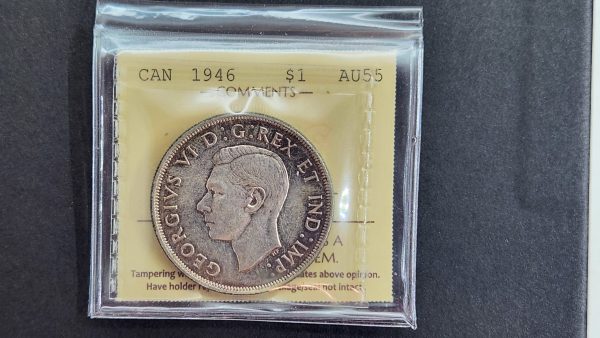 CAN 1946 $1 AU55
COMMENTS
GEORGIVS VI D:G:REX ET IND:IMP:
A
EM.
Tampering ates above opinion.
Have holder not intact